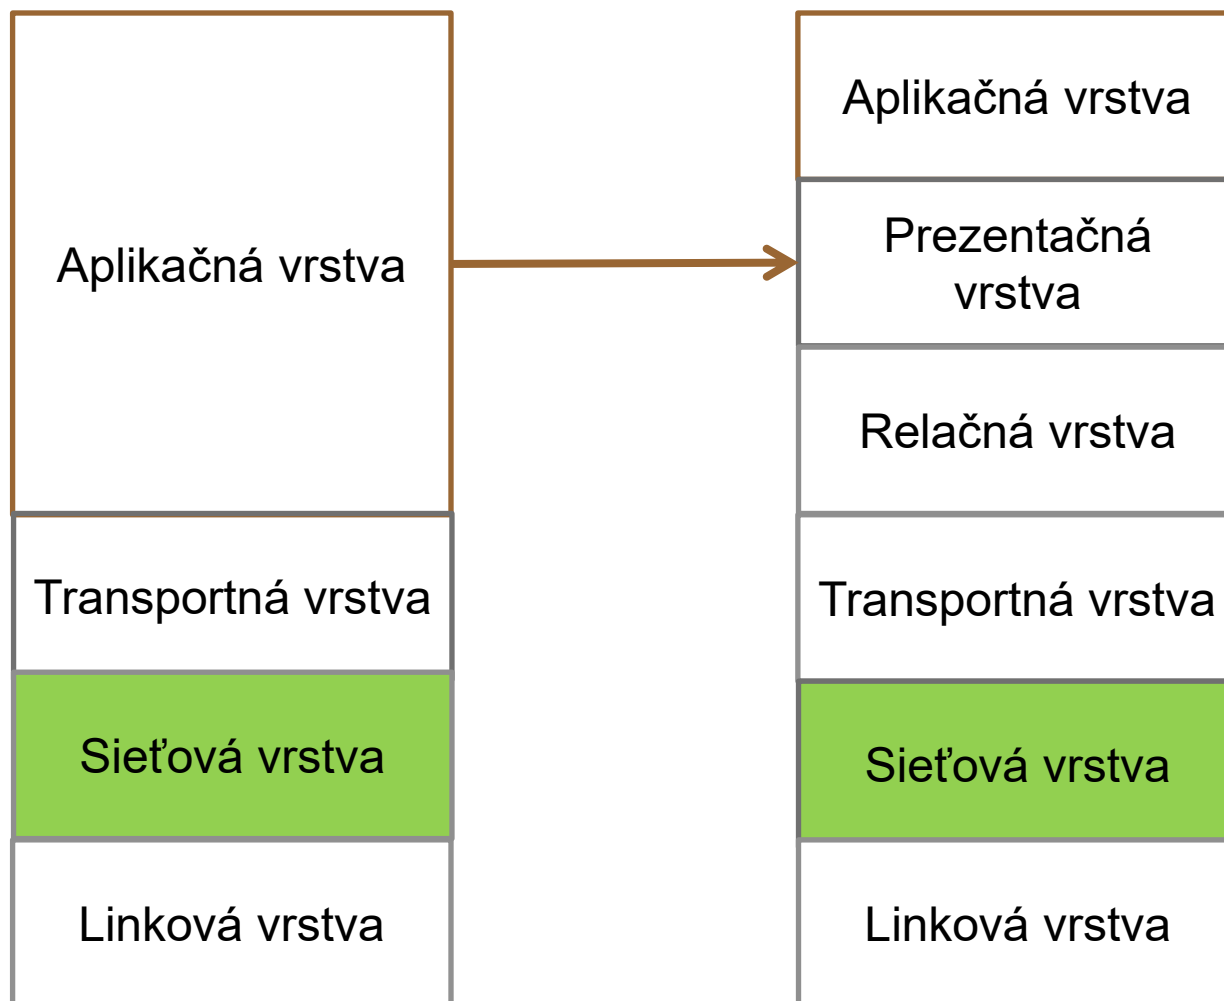 Aplikačná vrstva
Transportná vrstva
Sieťová vrstva
Linková vrstva
Aplikačná vrstva
Prezentačná
vrstva
Relačná vrstva
Transportná vrstva
Sieťová vrstva
Linková vrstva